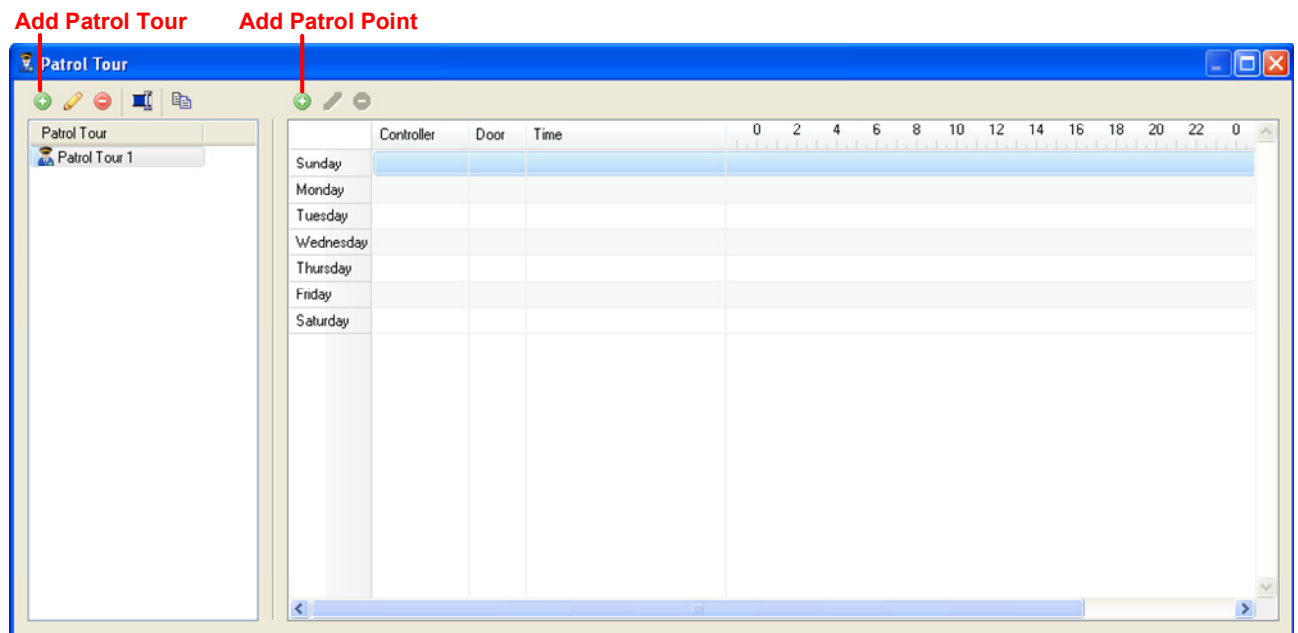 Add Patrol Tour Add Patrol Point
Patrol Tour
Patrol Tour
Patrol Tour 1
Controller Door Time 0 2 4 6 8 10 12 14 16 18 20 22 0
Sunday
Monday
Tuesday
Wednesday
Thursday
Friday
Saturday